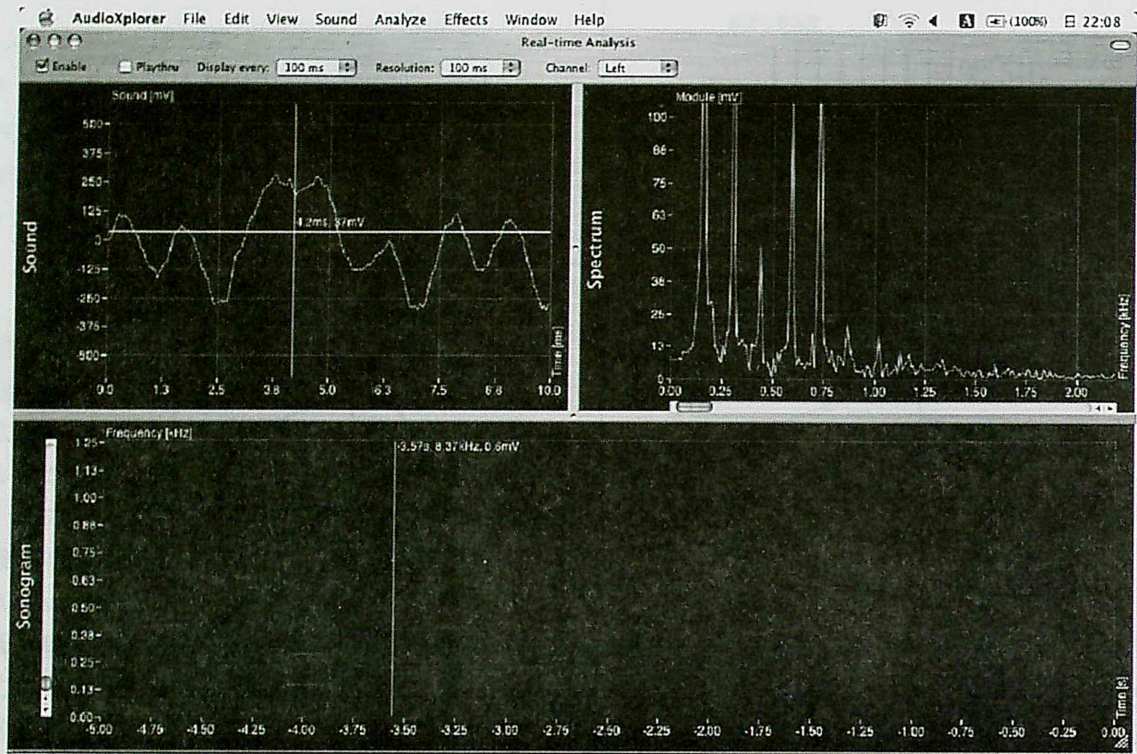 AudioXplorer File Edit View Sound Analyze Effects Window Help (100%) 22:08
Real-time Analysis
Enable Playthru Display every: 100 ms Resolution: 100 ms Channel: Left
Sound
Sound [mV]
500
375
250
125
0
-125
-250
-375
-500
4.2ms, 37mV
Time [ms]
0.0 1.3 2.5 3.8 5.0 6.3 7.5 8.8 10.0
Spectrum
Module [mV]
100
86
75
63
50
38
25
13
0
Frequency [kHz]
0.00 0.25 0.50 0.75 1.00 1.25 1.50 1.75 2.00
Sonogram
Frequency [kHz]
1.25
1.13
1.00
0.88
0.75
0.63
0.50
0.38
0.25
0.13
0.00
-3.57s, 8.37kHz, 0.6mV
Time [s]
-5.00 -4.75 -4.50 -4.25 -4.00 -3.75 -3.50 -3.25 -3.00 -2.75 -2.50 -2.25 -2.00 -1.75 -1.50 -1.25 -1.00 -0.75 -0.50 -0.25 0.00